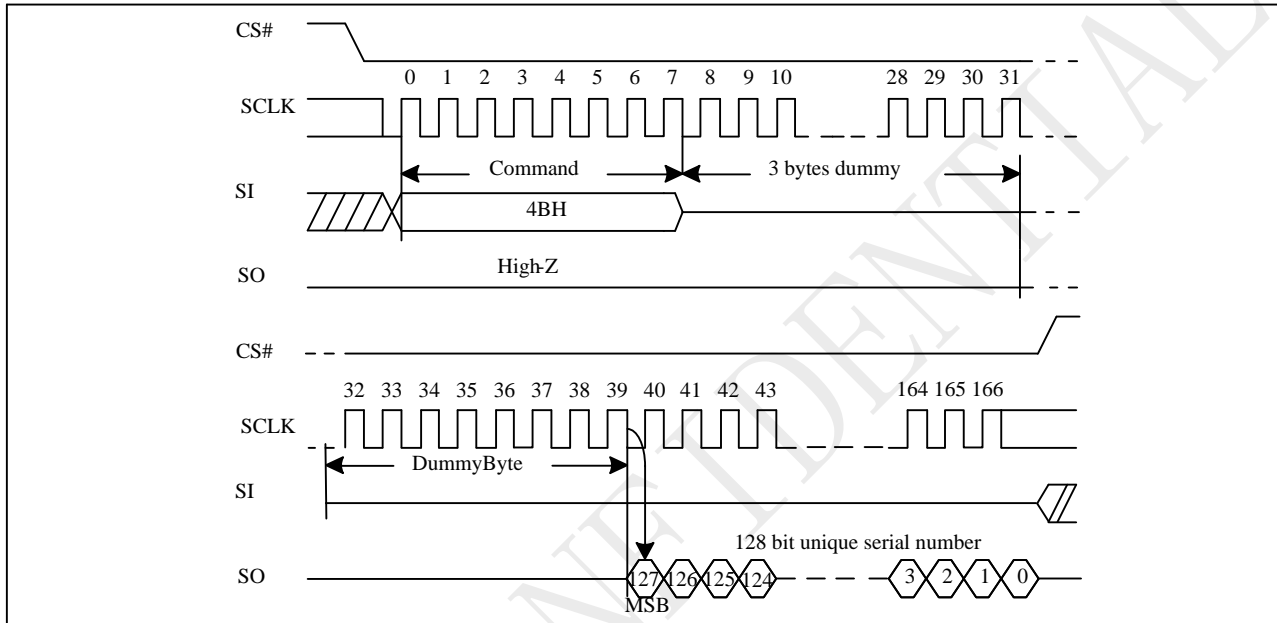 CS#
0 1 2 3 4 5 6 7 8 9 10 28 29 30 31
SCLK
Command 3 bytes dummy
SI
4BH
High-Z
SO
CS#
32 33 34 35 36 37 38 39 40 41 42 43 164 165 166
SCLK
DummyByte
SI
128 bit unique serial number
SO 127 126 125 124 3 2 1 0
MSB